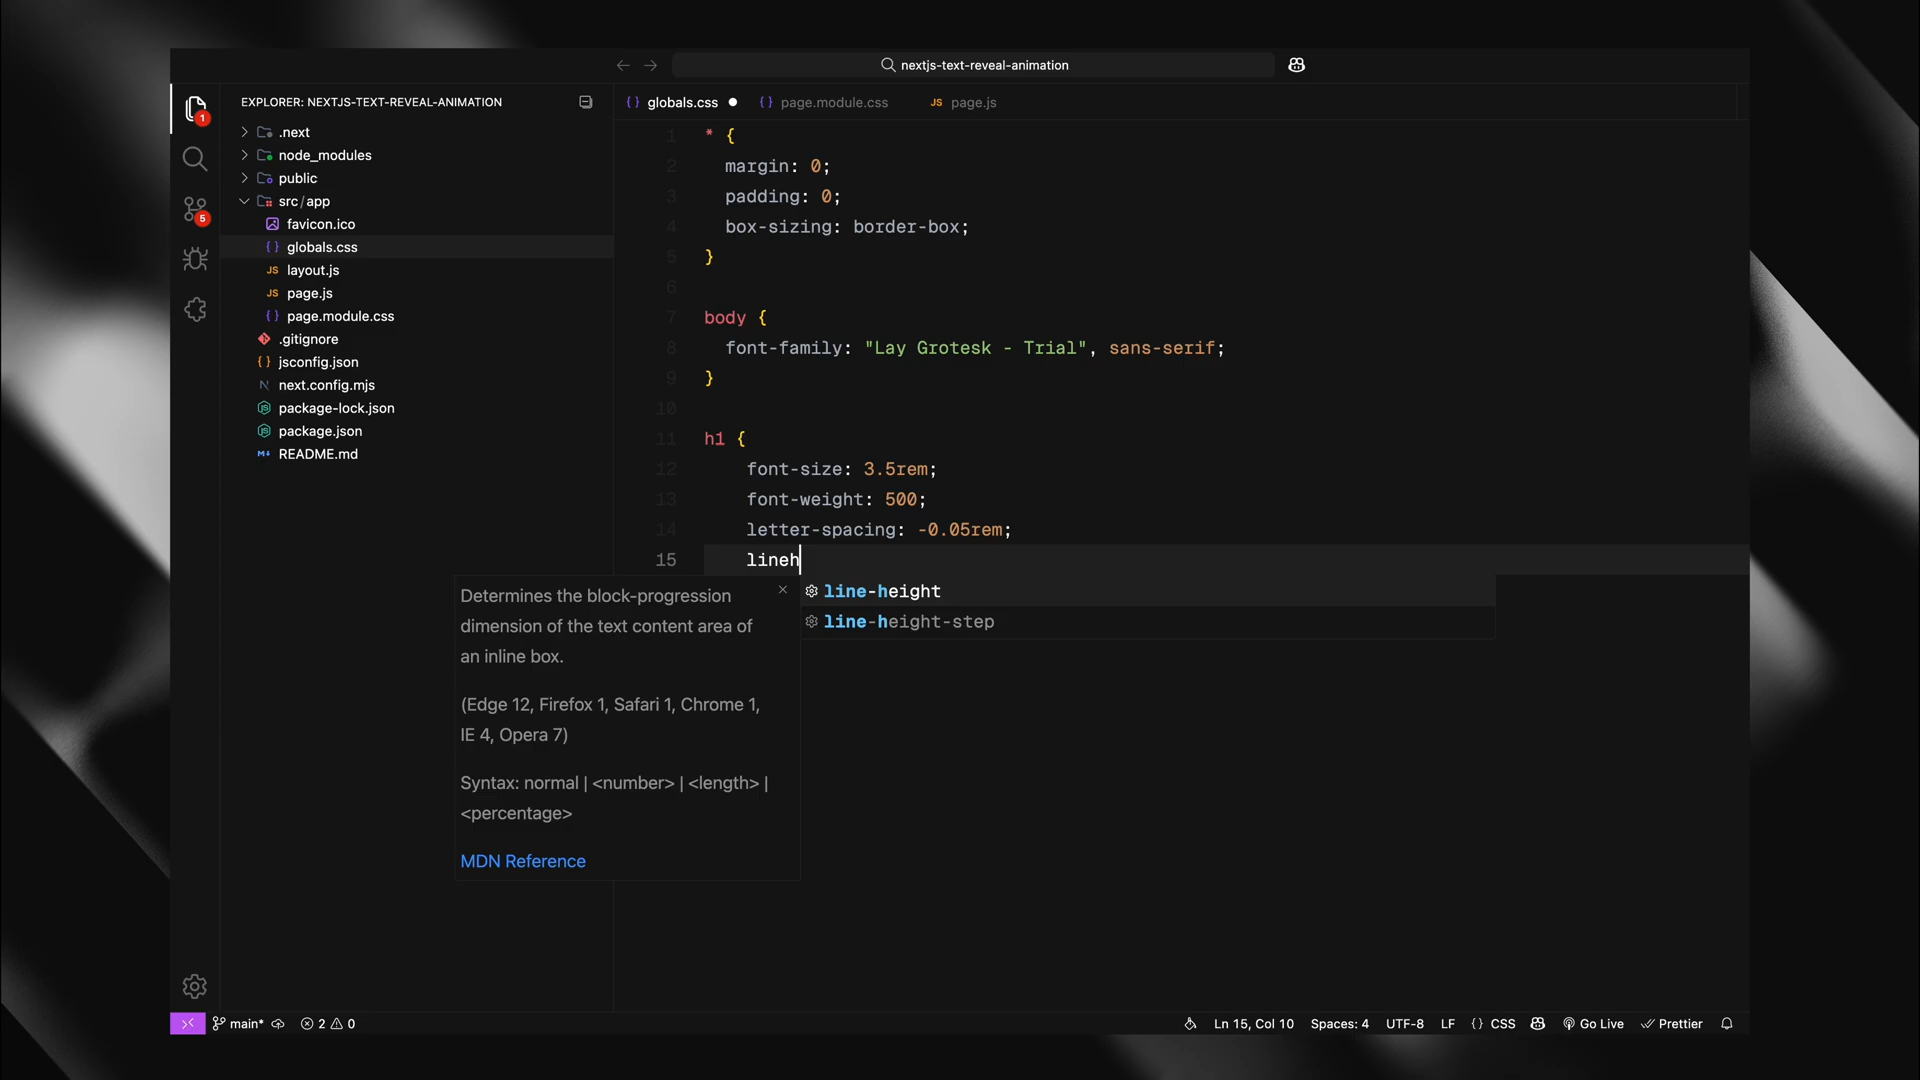 nextjs-text-reveal-animation
EXPLORER: NEXTJS-TEXT-REVEAL-ANIMATION
1
.next
node_modules
public
src/app
favicon.ico
5
globals.css
JS layout.js
JS page.js
page.module.css
.gitignore
jsconfig.json
next.config.mjs
package-lock.json
package.json
README.md
{ } globals.css
{ } page.module.css
JS page.js
1 * {
2 margin: 0;
3 padding: 0;
4 box-sizing: border-box;
5 }
6
7 body {
8 font-family: "Lay Grotesk - Trial", sans-serif;
9 }
10
11 h1 {
12 font-size: 3.5rem;
13 font-weight: 500;
14 letter-spacing: -0.05rem;
15 lineh
line-height
line-height-step
Determines the block-progression
dimension of the text content area of
an inline box.
(Edge 12, Firefox 1, Safari 1, Chrome 1,
IE 4, Opera 7)
Syntax: normal | <number> | <length> |
<percentage>
MDN Reference
main* 2 0
Ln 15, Col 10 Spaces: 4 UTF-8 LF { } CSS Go Live Prettier